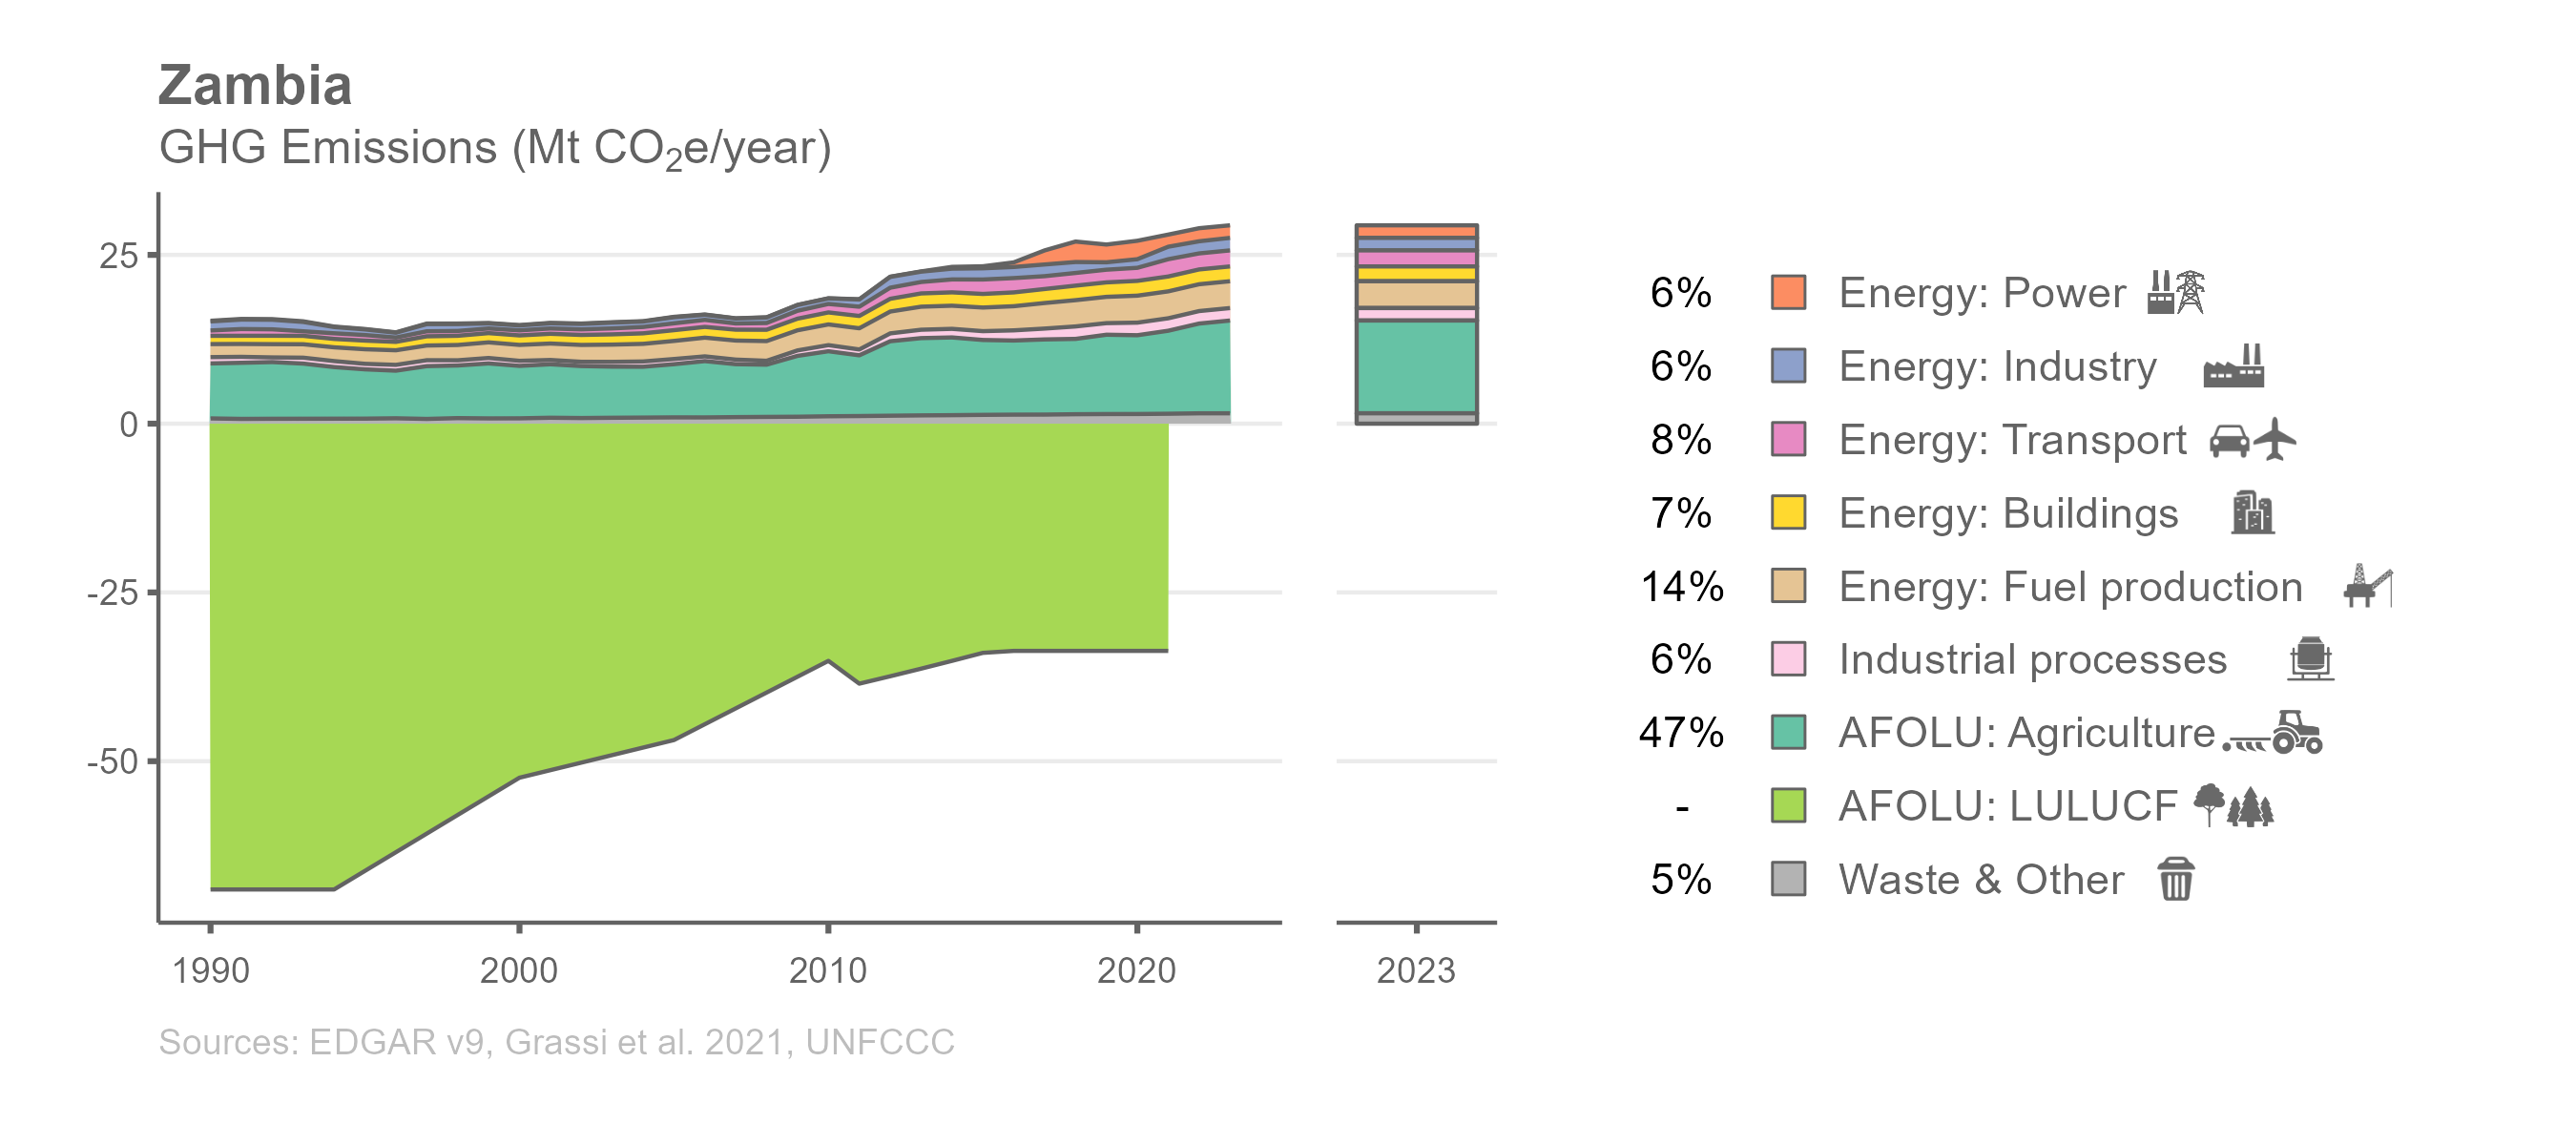 Zambia
GHG Emissions (Mt CO₂e/year)
25
0
-25
-50
1990 2000 2010 2020 2023
6% Energy: Power
6% Energy: Industry
8% Energy: Transport
7% Energy: Buildings
14% Energy: Fuel production
6% Industrial processes
47% AFOLU: Agriculture
- AFOLU: LULUCF
5% Waste & Other
Sources: EDGAR v9, Grassi et al. 2021, UNFCCC